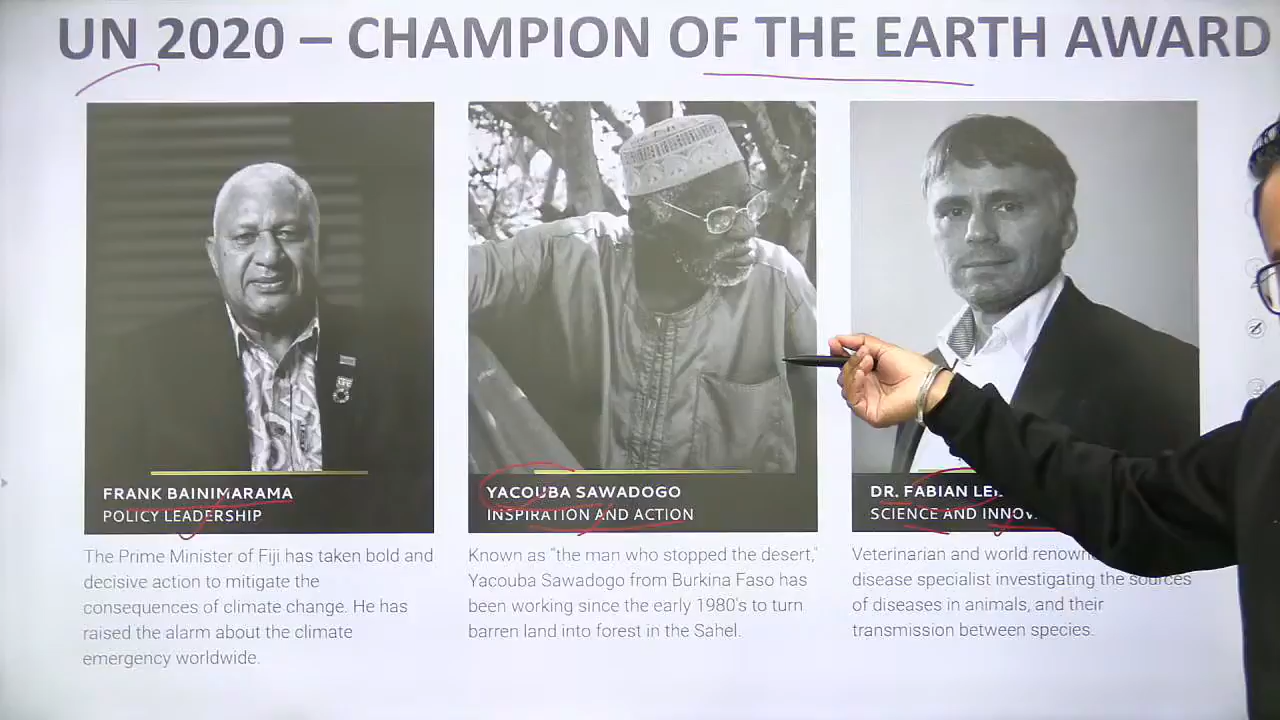 UN 2020 – CHAMPION OF THE EARTH AWARD
FRANK BAINIMARAMA
POLICY LEADERSHIP
The Prime Minister of Fiji has taken bold and
decisive action to mitigate the
consequences of climate change. He has
raised the alarm about the climate
emergency worldwide.
YACOUBA SAWADOGO
INSPIRATION AND ACTION
Known as "the man who stopped the desert,"
Yacouba Sawadogo from Burkina Faso has
been working since the early 1980's to turn
barren land into forest in the Sahel.
DR. FABIAN
SCIENCE AND
Veterinarian and world
disease specialist investigating the sources
of diseases in animals, and their
transmission between species.